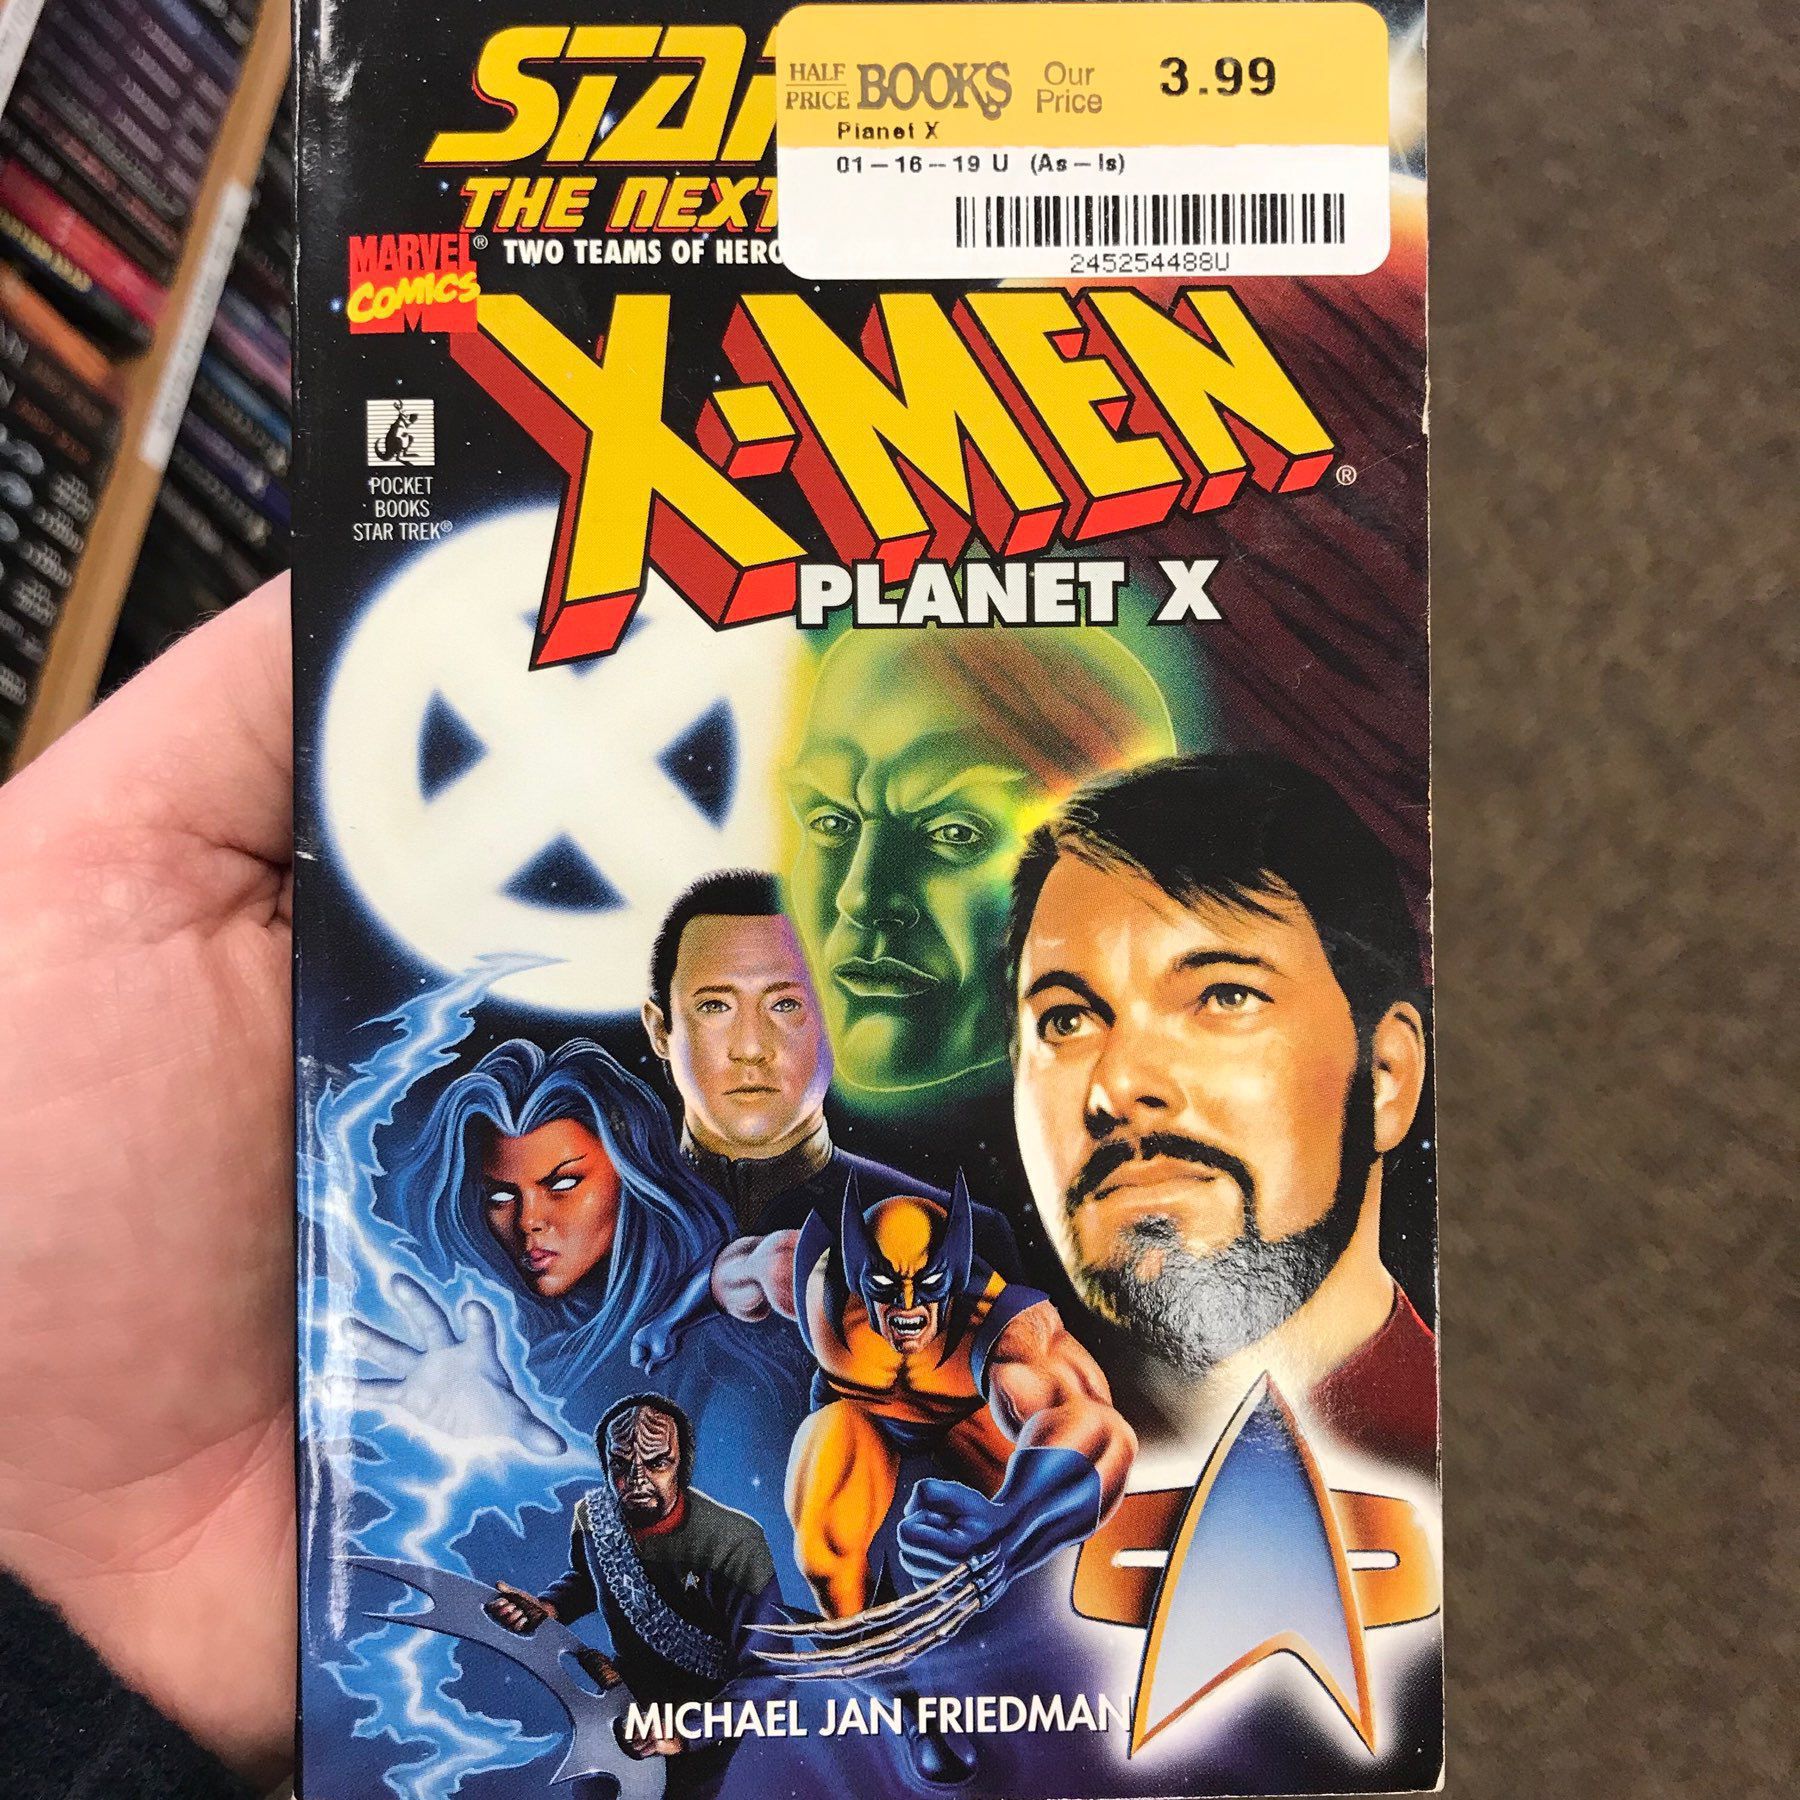 STAR
HALF PRICE BOOKS Our Price 3.99
Planet X
01-16-19 U (As-Is)
245254488U
THE NEXT
MARVEL COMICS ® TWO TEAMS OF HERO
X-MEN®
PLANET X
POCKET
BOOKS
STAR TREK®
MICHAEL JAN FRIEDMAN